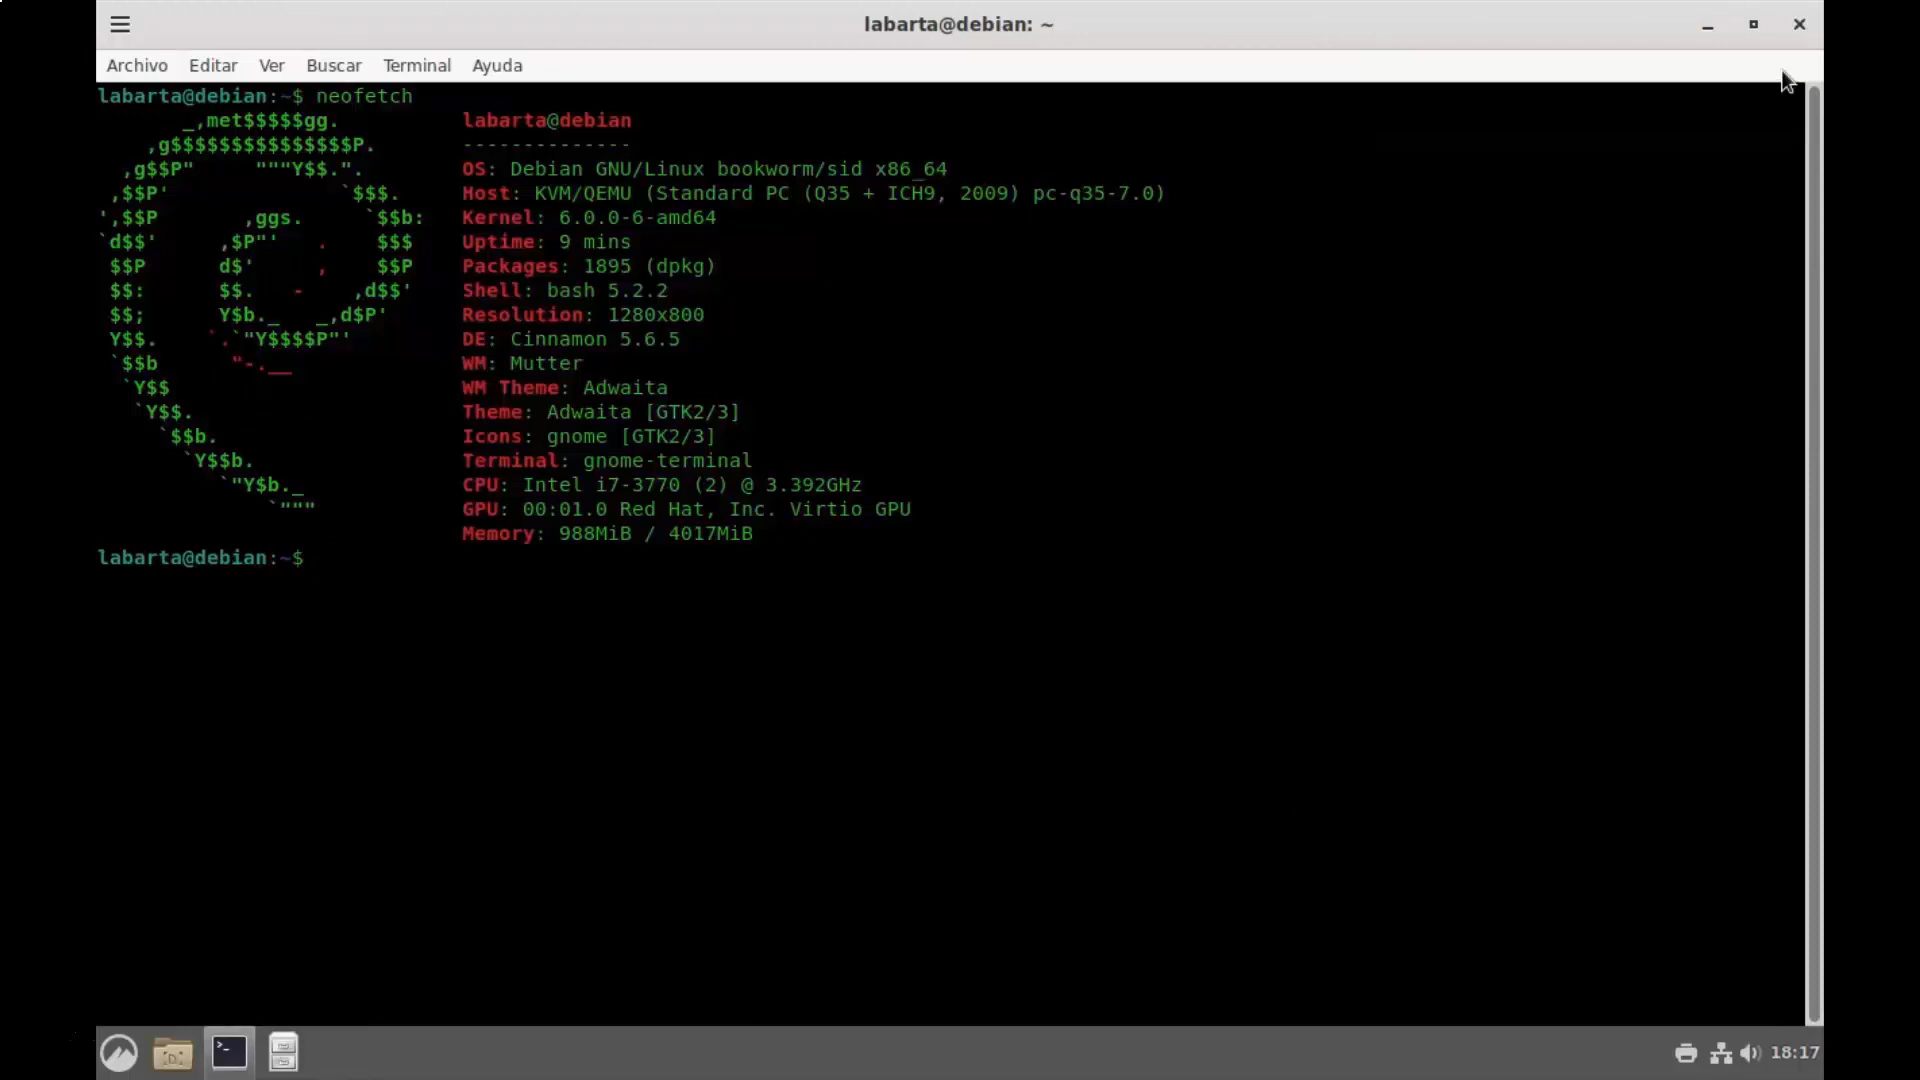 labarta@debian: ~
Archivo Editar Ver Buscar Terminal Ayuda
labarta@debian:~$ neofetch
       _,met$$$$$gg.          labarta@debian
    ,g$$$$$$$$$$$$$$$P.       --------------
  ,g$$P"     """Y$$.".        OS: Debian GNU/Linux bookworm/sid x86_64
 ,$$P'              `$$$.     Host: KVM/QEMU (Standard PC (Q35 + ICH9, 2009) pc-q35-7.0)
',$$P       ,ggs.     `$$b:   Kernel: 6.0.0-6-amd64
`d$$'     ,$P"'   .    $$$    Uptime: 9 mins
 $$P      d$'     ,    $$P    Packages: 1895 (dpkg)
 $$:      $$.   -    ,d$$'    Shell: bash 5.2.2
 $$;      Y$b._   _,d$P'      Resolution: 1280x800
 Y$$.    `.`"Y$$$$P"'         DE: Cinnamon 5.6.5
 `$$b      "-.__              WM: Mutter
  `Y$$                        WM Theme: Adwaita
   `Y$$.                      Theme: Adwaita [GTK2/3]
     `$$b.                    Icons: gnome [GTK2/3]
       `Y$$b.                 Terminal: gnome-terminal
          `"Y$b._             CPU: Intel i7-3770 (2) @ 3.392GHz
              `"""            GPU: 00:01.0 Red Hat, Inc. Virtio GPU
                              Memory: 988MiB / 4017MiB
labarta@debian:~$
18:17